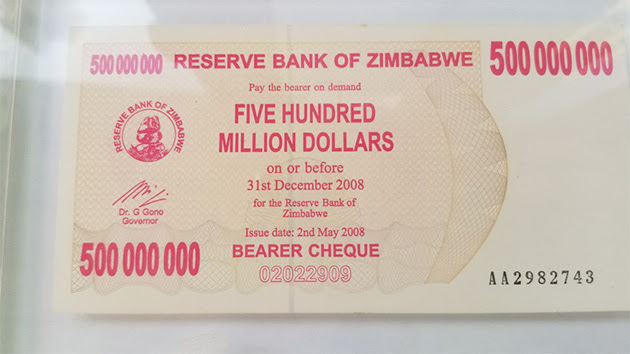 500 000 000 RESERVE BANK OF ZIMBABWE 500 000 000
Pay the bearer on demand
FIVE HUNDRED
MILLION DOLLARS
RESERVE BANK OF ZIMBABWE
on or before
31st December 2008
for the Reserve Bank of
Zimbabwe
Dr. G Gono
Governor
Issue date: 2nd May 2008
BEARER CHEQUE
500 000 000
02022909
AA2982743